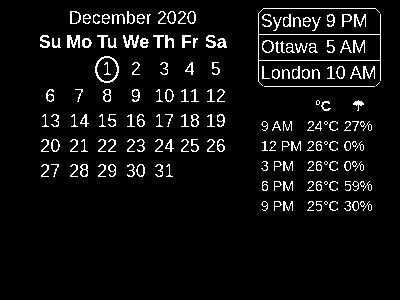 December 2020
Su Mo Tu We Th Fr Sa
1 2 3 4 5
6 7 8 9 10 11 12
13 14 15 16 17 18 19
20 21 22 23 24 25 26
27 28 29 30 31
Sydney 9 PM
Ottawa 5 AM
London 10 AM
°C
9 AM 24°C 27%
12 PM 26°C 0%
3 PM 26°C 0%
6 PM 26°C 59%
9 PM 25°C 30%